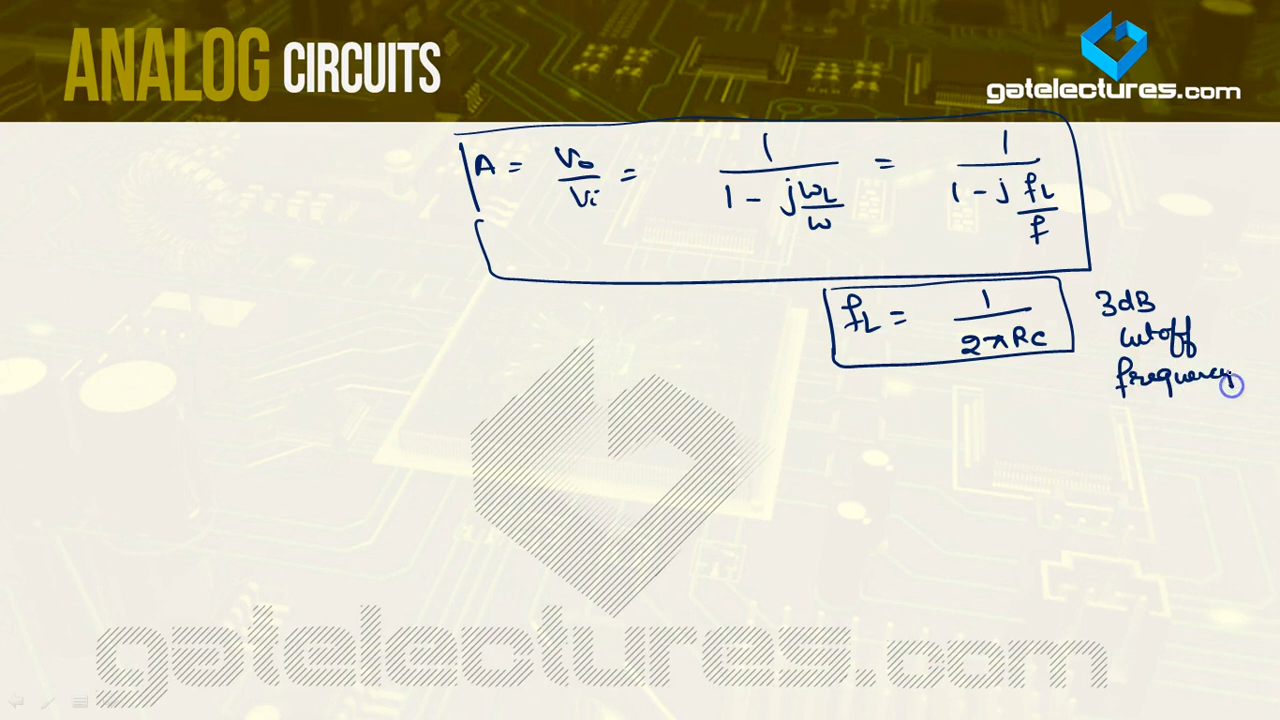 ANALOG CIRCUITS
gatelectures.com
A = Vo/Vi = 1/(1 - j ωL/ω) = 1/(1 - j fL/f)
fL = 1/(2πRC)
3dB
cutoff
frequency
gatelectures.com